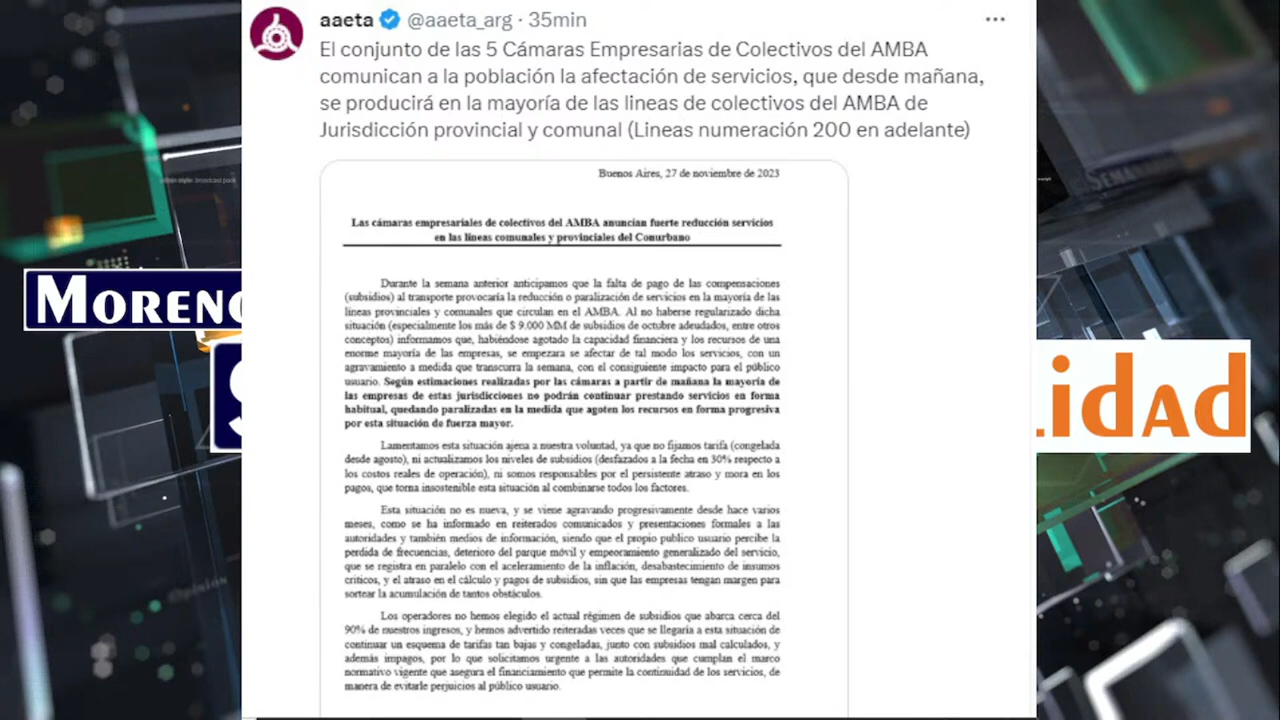 aaeta @aaeta_arg · 35min
El conjunto de las 5 Cámaras Empresarias de Colectivos del AMBA
comunican a la población la afectación de servicios, que desde mañana,
se producirá en la mayoría de las lineas de colectivos del AMBA de
Jurisdicción provincial y comunal (Lineas numeración 200 en adelante)
Buenos Aires, 27 de noviembre de 2023
Las cámaras empresariales de colectivos del AMBA anuncian fuerte reducción servicios
en las líneas comunales y provinciales del Conurbano
Durante la semana anterior anticipamos que la falta de pago de las compensaciones
(subsidios) al transporte provocaría la reducción o paralización de servicios en la mayoría de las
líneas provinciales y comunales que circulan en el AMBA. Al no haberse regularizado dicha
situación (especialmente los más de $ 9.000 MM de subsidios de octubre adeudados, entre otros
conceptos) informamos que, habiéndose agotado la capacidad financiera y los recursos de una
enorme mayoría de las empresas, se empezara se afectar de tal modo los servicios, con un
agravamiento a medida que transcurra la semana, con el consiguiente impacto para el público
usuario. Según estimaciones realizadas por las cámaras a partir de mañana la mayoría de
las empresas de estas jurisdicciones no podrán continuar prestando servicios en forma
habitual, quedando paralizadas en la medida que agoten los recursos en forma progresiva
por esta situación de fuerza mayor.
Lamentamos esta situación ajena a nuestra voluntad, ya que no fijamos tarifa (congelada
desde agosto), ni actualizamos los niveles de subsidios (desfazados a la fecha en 30% respecto a
los costos reales de operación), ni somos responsables por el persistente atraso y mora en los
pagos, que torna insostenible esta situación al combinarse todos los factores.
Esta situación no es nueva, y se viene agravando progresivamente desde hace varios
meses, como se ha informado en reiterados comunicados y presentaciones formales a las
autoridades y también medios de información, siendo que el propio publico usuario percibe la
perdida de frecuencias, deterioro del parque móvil y empeoramiento generalizado del servicio,
que se registra en paralelo con el aceleramiento de la inflación, desabastecimiento de insumos
críticos, y el atraso en el cálculo y pagos de subsidios, sin que las empresas tengan margen para
sortear la acumulación de tantos obstáculos.
Los operadores no hemos elegido el actual régimen de subsidios que abarca cerca del
90% de nuestros ingresos, y hemos advertido reiteradas veces que se llegaría a esta situación de
continuar un esquema de tarifas tan bajas y congeladas, junto con subsidios mal calculados, y
además impagos, por lo que solicitamos urgente a las autoridades que cumplan el marco
normativo vigente que asegura el financiamiento que permite la continuidad de los servicios, de
manera de evitarle perjuicios al público usuario.
MORENO
idad